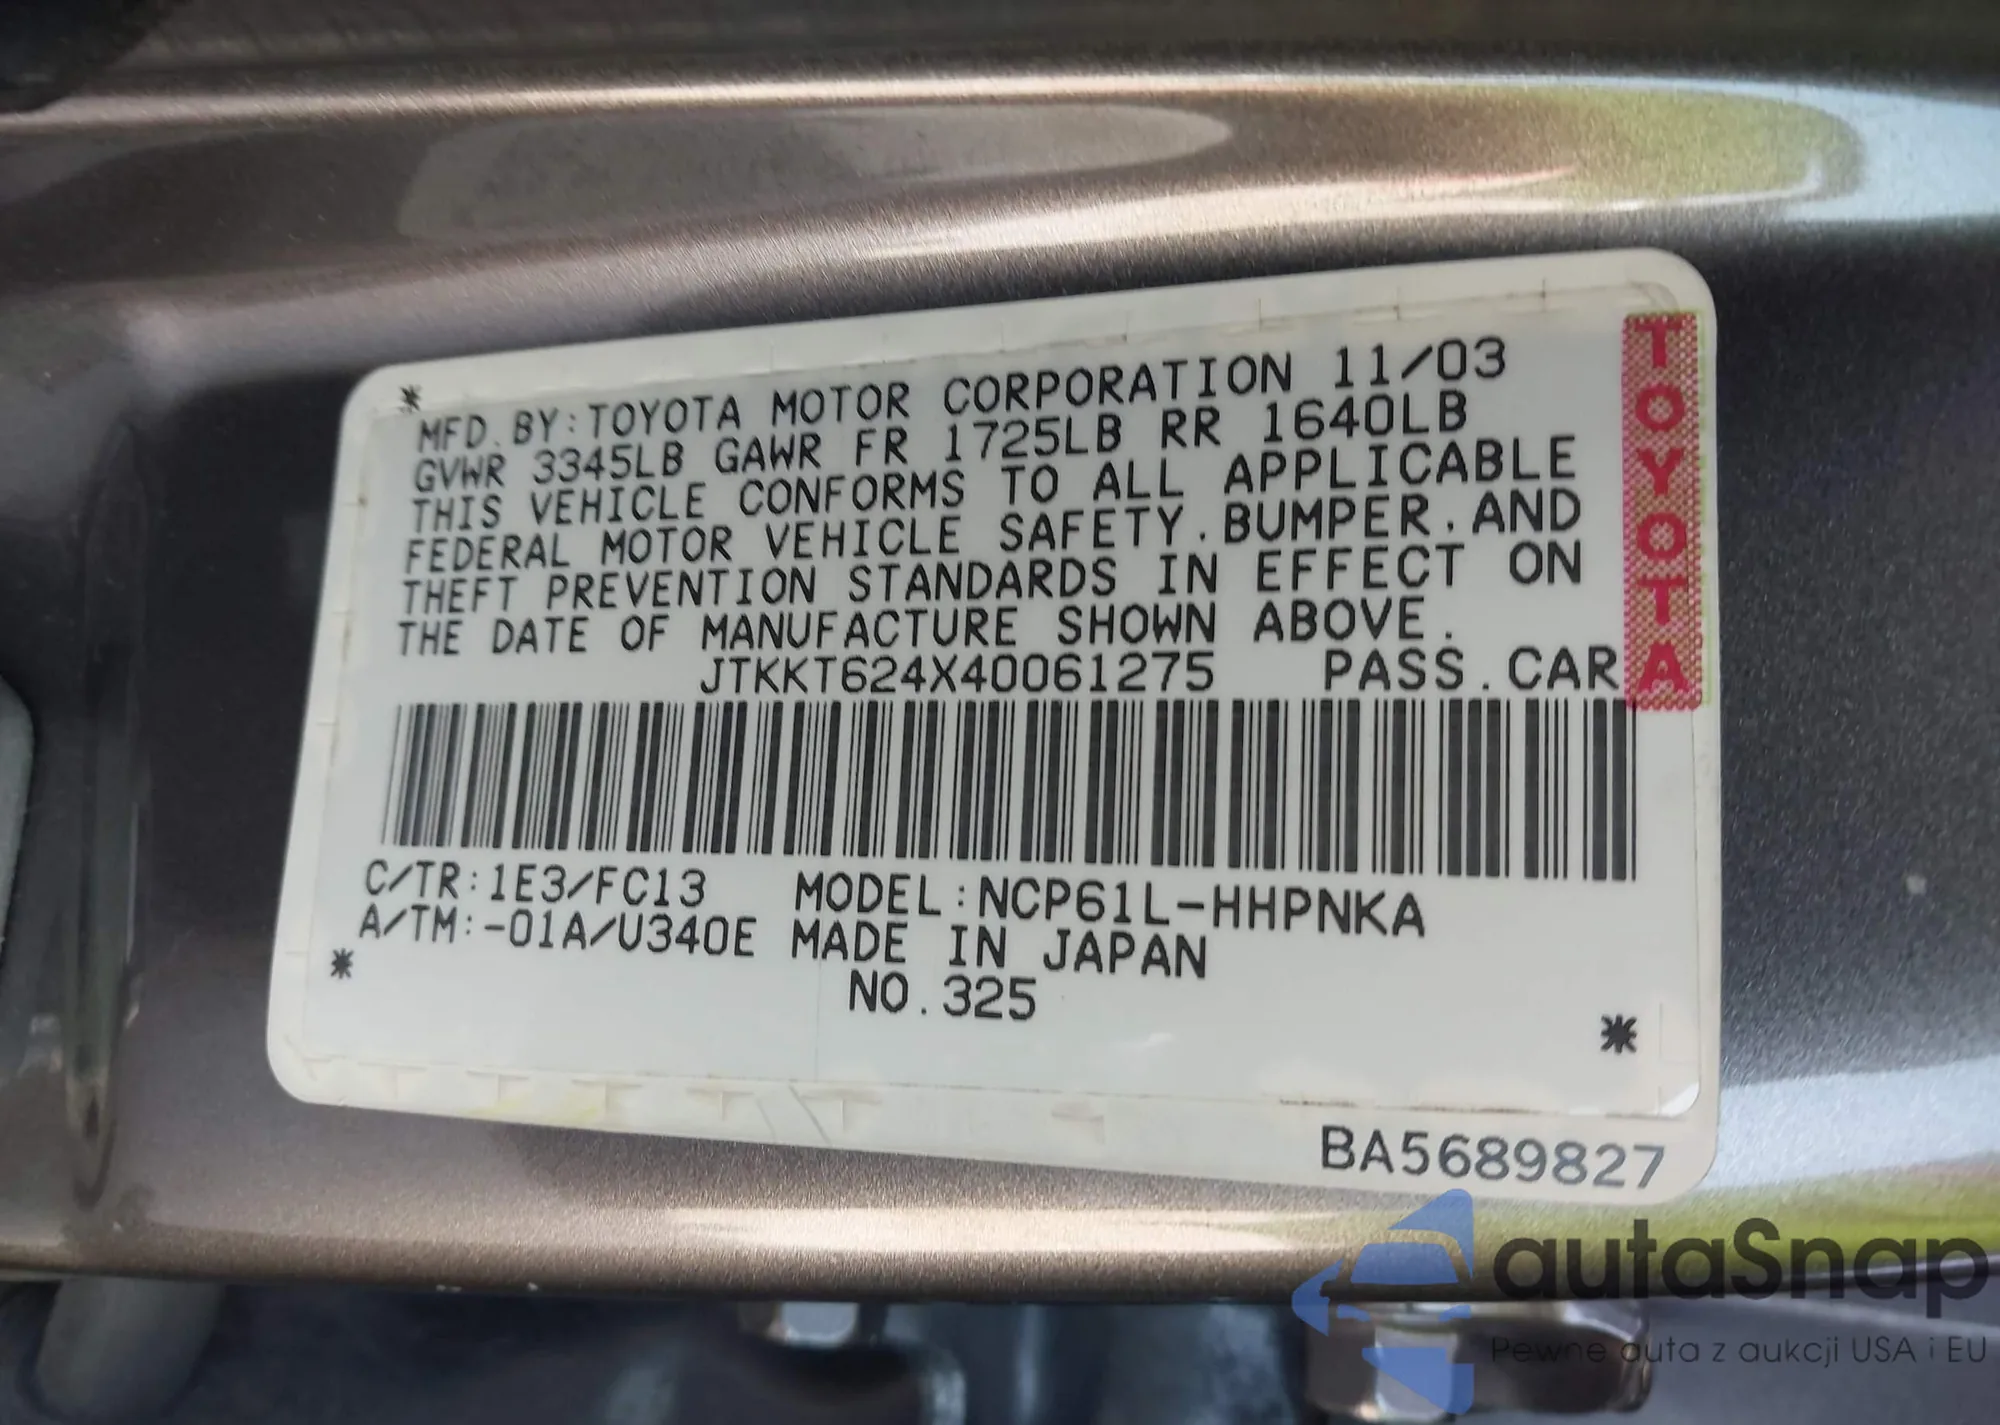 *
MFD. BY: TOYOTA MOTOR CORPORATION 11/03
GVWR 3345LB GAWR FR 1725LB RR 1640LB
THIS VEHICLE CONFORMS TO ALL APPLICABLE
FEDERAL MOTOR VEHICLE SAFETY. BUMPER. AND
THEFT PREVENTION STANDARDS IN EFFECT ON
THE DATE OF MANUFACTURE SHOWN ABOVE.
JTKKT624X40061275 PASS. CAR
TOYOTA
C/TR: 1E3/FC13 MODEL: NCP61L-HHPNKA
A/TM: -01A/U340E MADE IN JAPAN
* NO. 325
*
BA5689827
autaSnap
Pewne auta z aukcji USA i EU